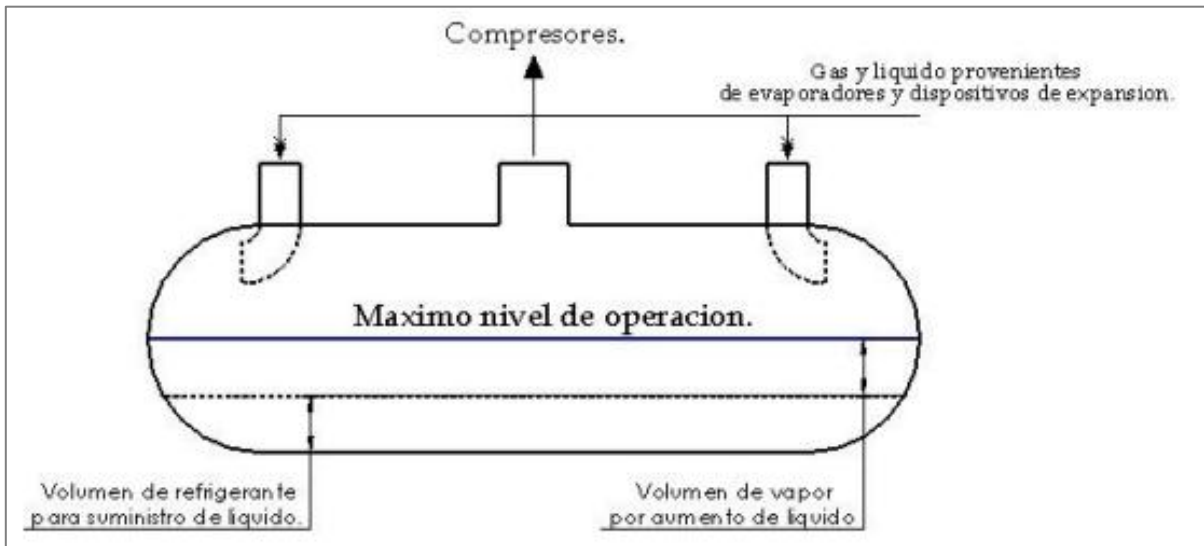 Compresores.
Gas y liquido provenientes
de evaporadores y dispositivos de expansion.
Maximo nivel de operacion.
Volumen de refrigerante
para suministro de liquido.
Volumen de vapor
por aumento de liquido